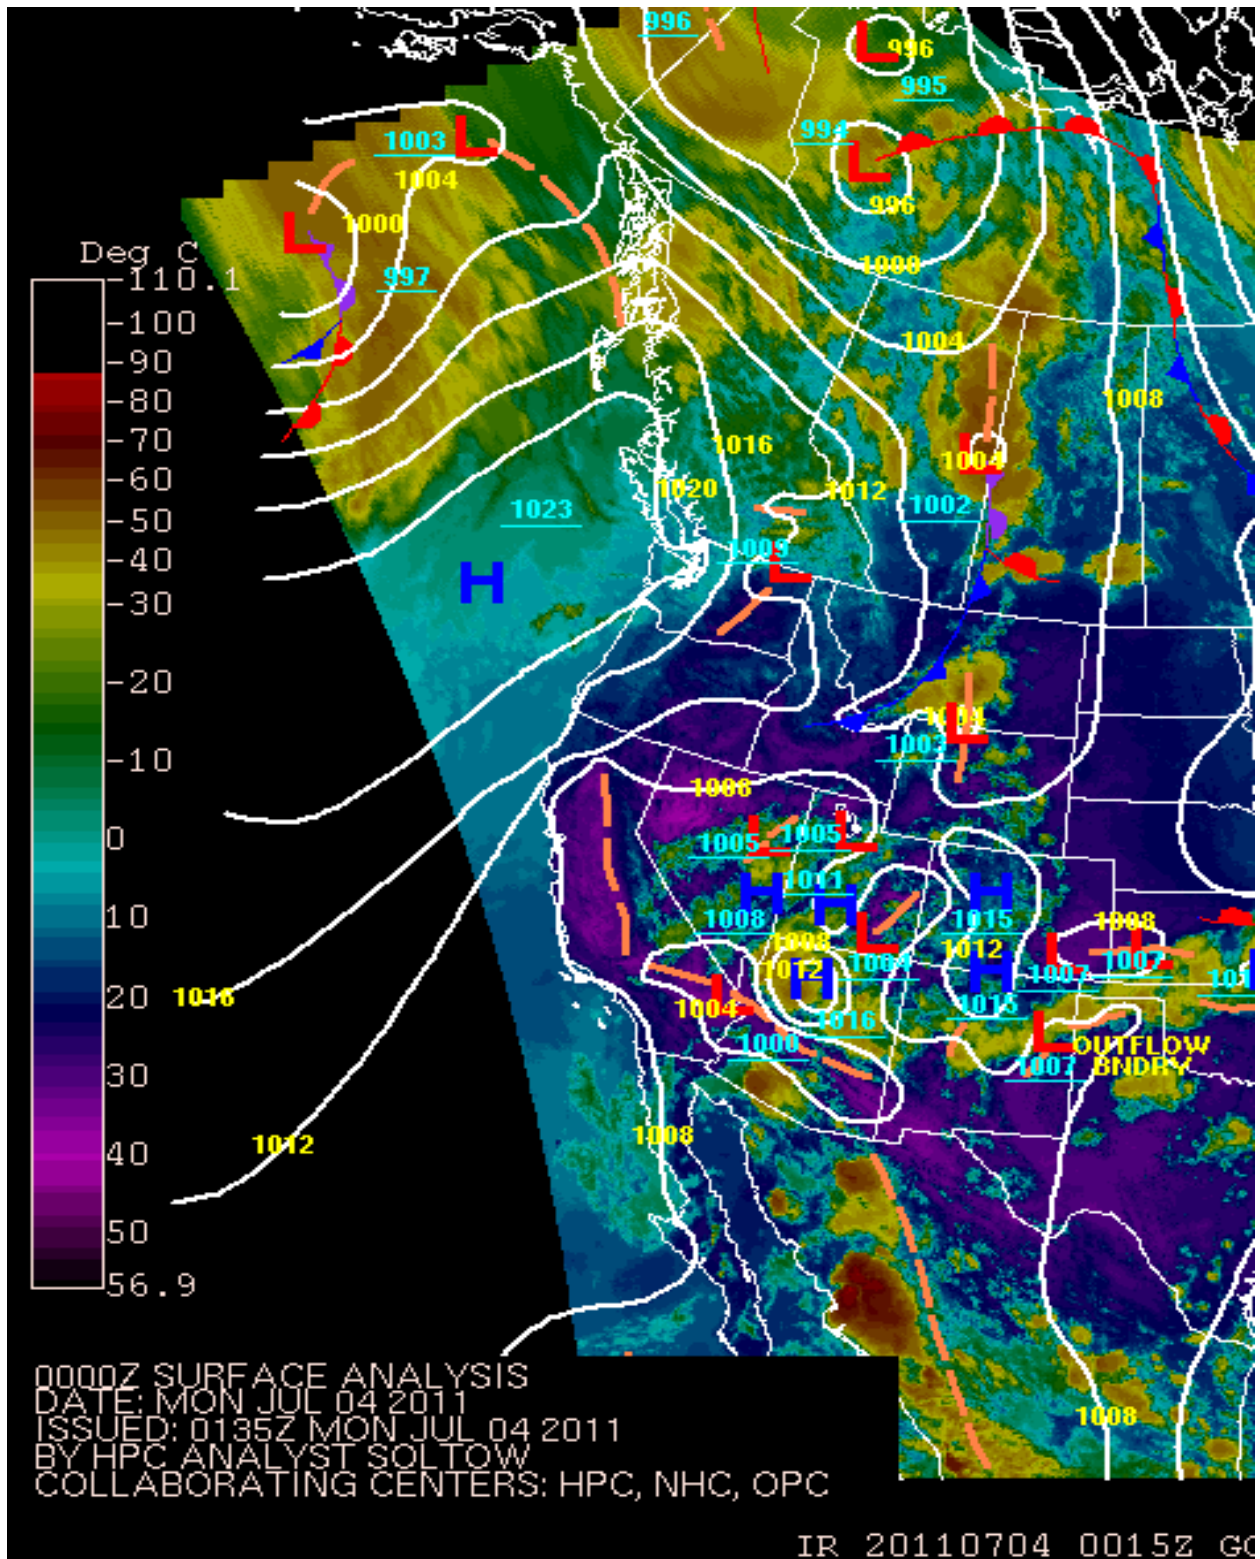 996
L
996
995
994
L
996
1003
L
1004
1000
L
997
1008
1004
1008
Deg C
-110.1
-100
-90
-80
-70
-60
-50
-40
-30
-20
-10
0
10
20
30
40
50
56.9
1016
L
1004
1020
1012
1002
1023
1009
L
H
1004
L
1003
1005
L
1005
L
H
1011
H
H
1008
1015
1008
L
1012
1008
L
L
1012
H
1004
H
1007
1007
1016
L
1004
1016
1015
1000
L
OUTFLOW
BNDRY
1007
1012
1008
1008
0000Z SURFACE ANALYSIS
DATE: MON JUL 04 2011
ISSUED: 0135Z MON JUL 04 2011
BY HPC ANALYST SOLTOW
COLLABORATING CENTERS: HPC, NHC, OPC
IR 20110704 0015Z